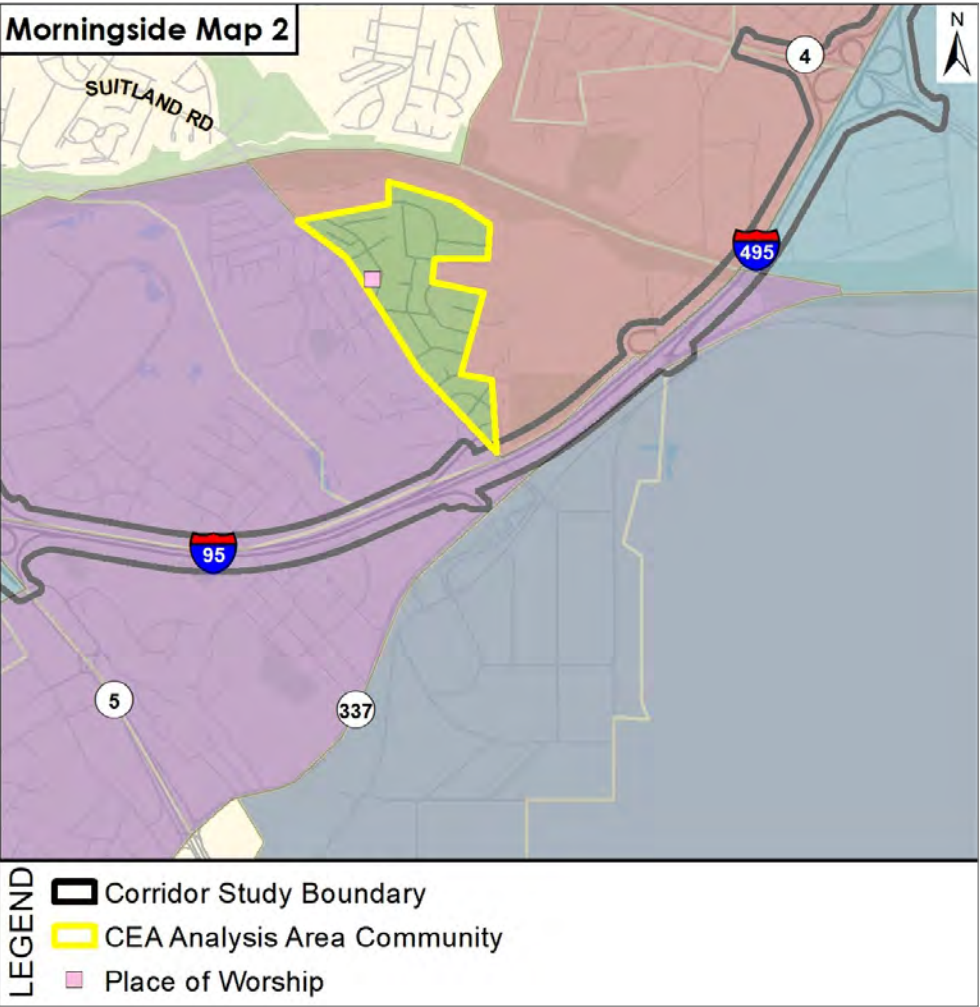 Morningside Map 2
N
4
SUITLAND RD
495
95
5
337
LEGEND
Corridor Study Boundary
CEA Analysis Area Community
Place of Worship